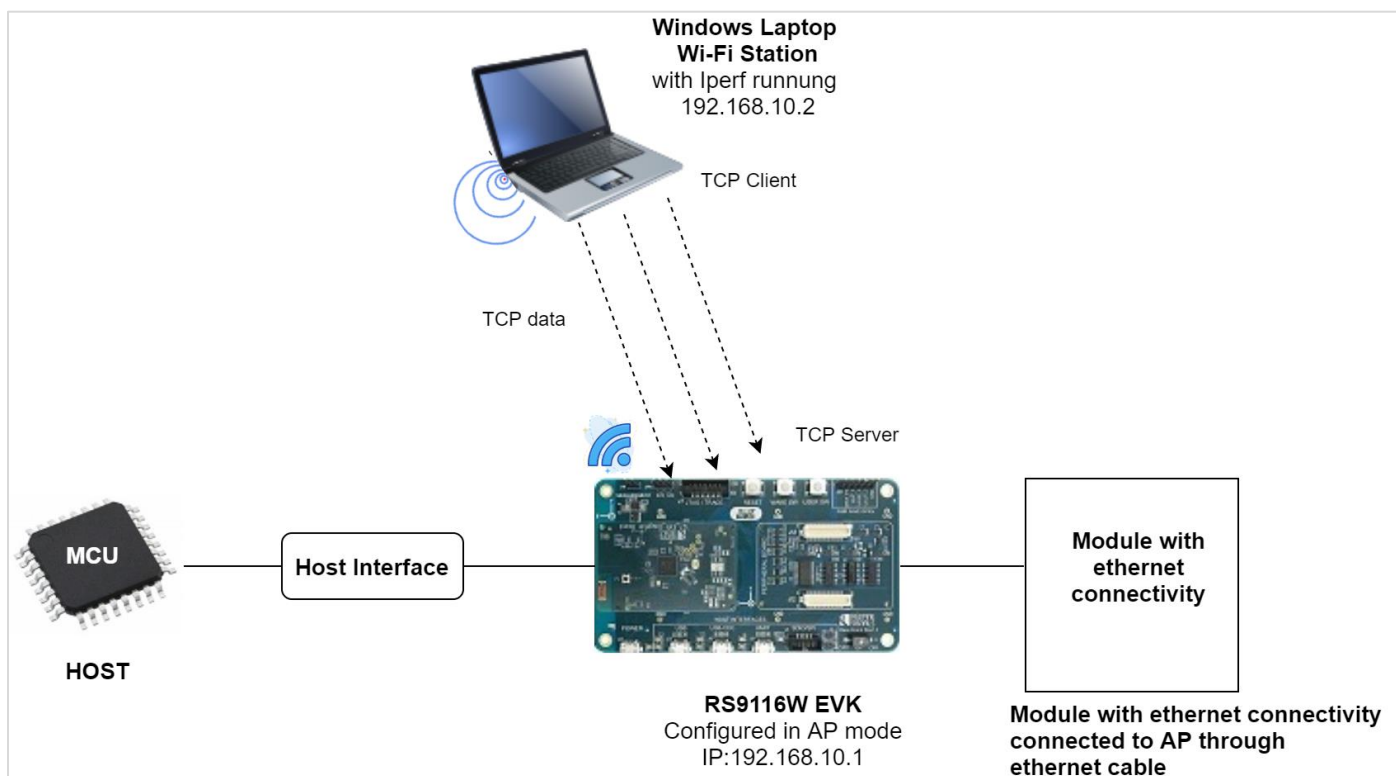 Windows Laptop
Wi-Fi Station
with Iperf runnung
192.168.10.2
TCP Client
TCP data
TCP Server
MCU
Host Interface
Module with
ethernet
connectivity
HOST
RS9116W EVK
Configured in AP mode
IP:192.168.10.1
Module with ethernet connectivity
connected to AP through
ethernet cable